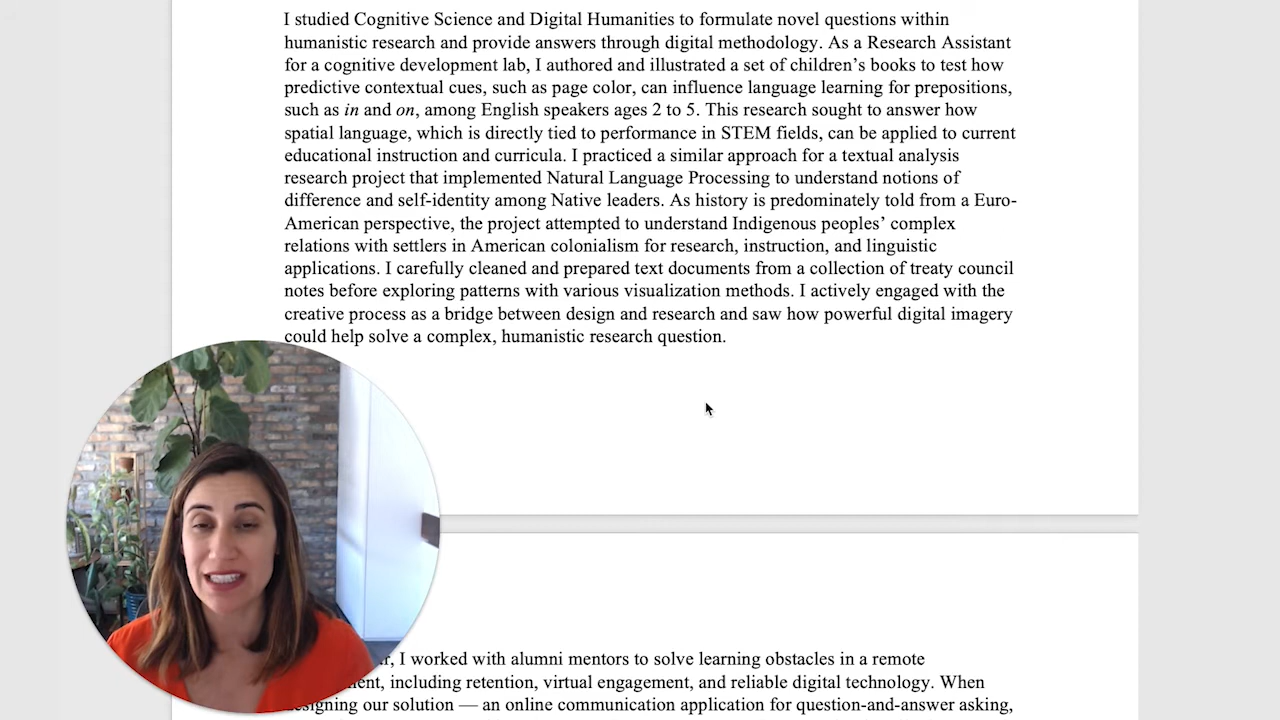 I studied Cognitive Science and Digital Humanities to formulate novel questions within
humanistic research and provide answers through digital methodology. As a Research Assistant
for a cognitive development lab, I authored and illustrated a set of children’s books to test how
predictive contextual cues, such as page color, can influence language learning for prepositions,
such as in and on, among English speakers ages 2 to 5. This research sought to answer how
spatial language, which is directly tied to performance in STEM fields, can be applied to current
educational instruction and curricula. I practiced a similar approach for a textual analysis
research project that implemented Natural Language Processing to understand notions of
difference and self-identity among Native leaders. As history is predominately told from a Euro-
American perspective, the project attempted to understand Indigenous peoples’ complex
relations with settlers in American colonialism for research, instruction, and linguistic
applications. I carefully cleaned and prepared text documents from a collection of treaty council
notes before exploring patterns with various visualization methods. I actively engaged with the
creative process as a bridge between design and research and saw how powerful digital imagery
could help solve a complex, humanistic research question.
I worked with alumni mentors to solve learning obstacles in a remote
including retention, virtual engagement, and reliable digital technology. When
our solution — an online communication application for question-and-answer asking,